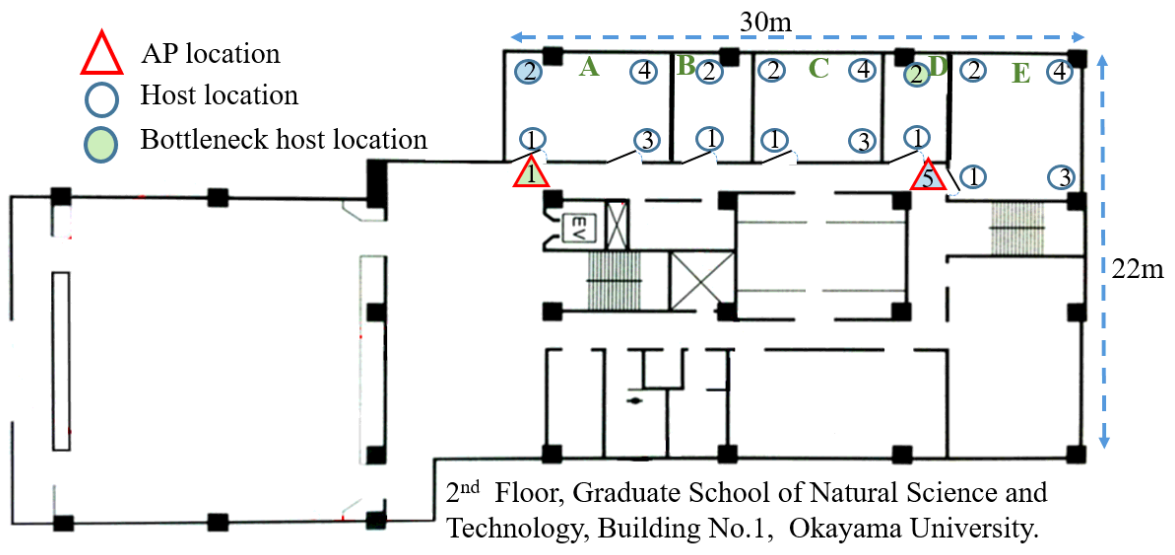 30m
AP location
Host location
Bottleneck host location
2 A 4 B 2 2 C 4 2 D 2 E 4
1 3 1 1 3 1
1 5 1 3
EV
22m
2nd Floor, Graduate School of Natural Science and
Technology, Building No.1, Okayama University.